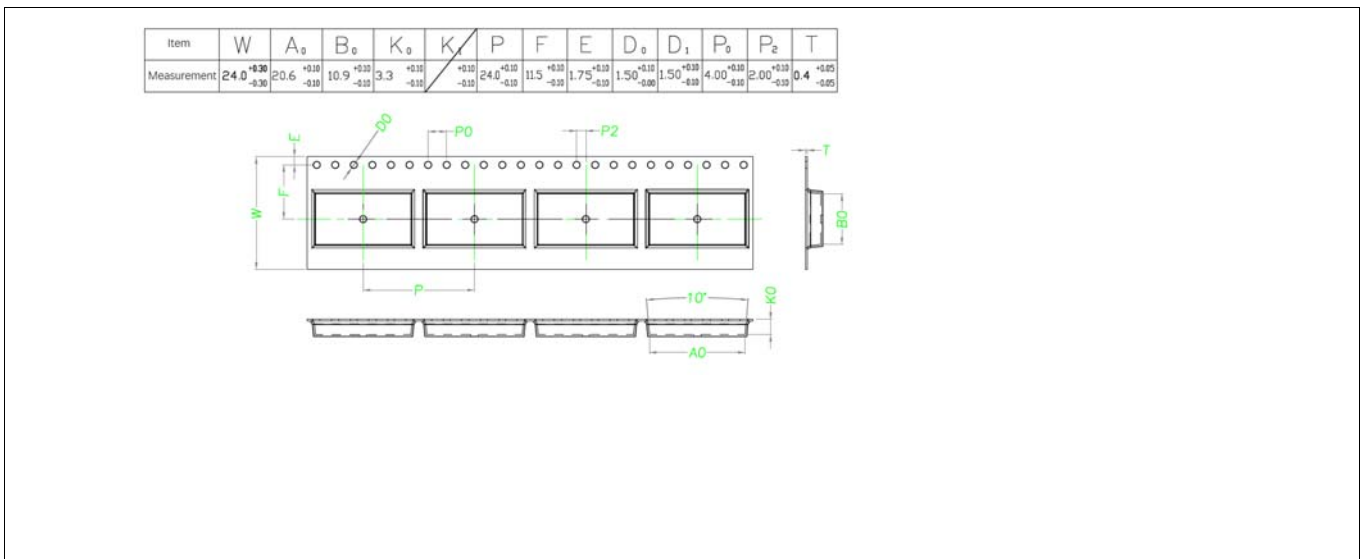 Item W A₀ B₀ K₀ K₁ P F E D₀ D₁ P₀ P₂ T
Measurement 24.0 +0.30 -0.30 20.6 +0.10 -0.10 10.9 +0.10 -0.10 3.3 +0.10 -0.10 +0.10 -0.10 24.0 +0.10 -0.10 11.5 +0.10 -0.10 1.75 +0.10 -0.10 1.50 +0.10 -0.00 1.50 +0.10 -0.10 4.00 +0.10 -0.10 2.00 +0.10 -0.10 0.4 +0.05 -0.05
E D0 P0 P2 T
F
W B0
P
10° K0
A0